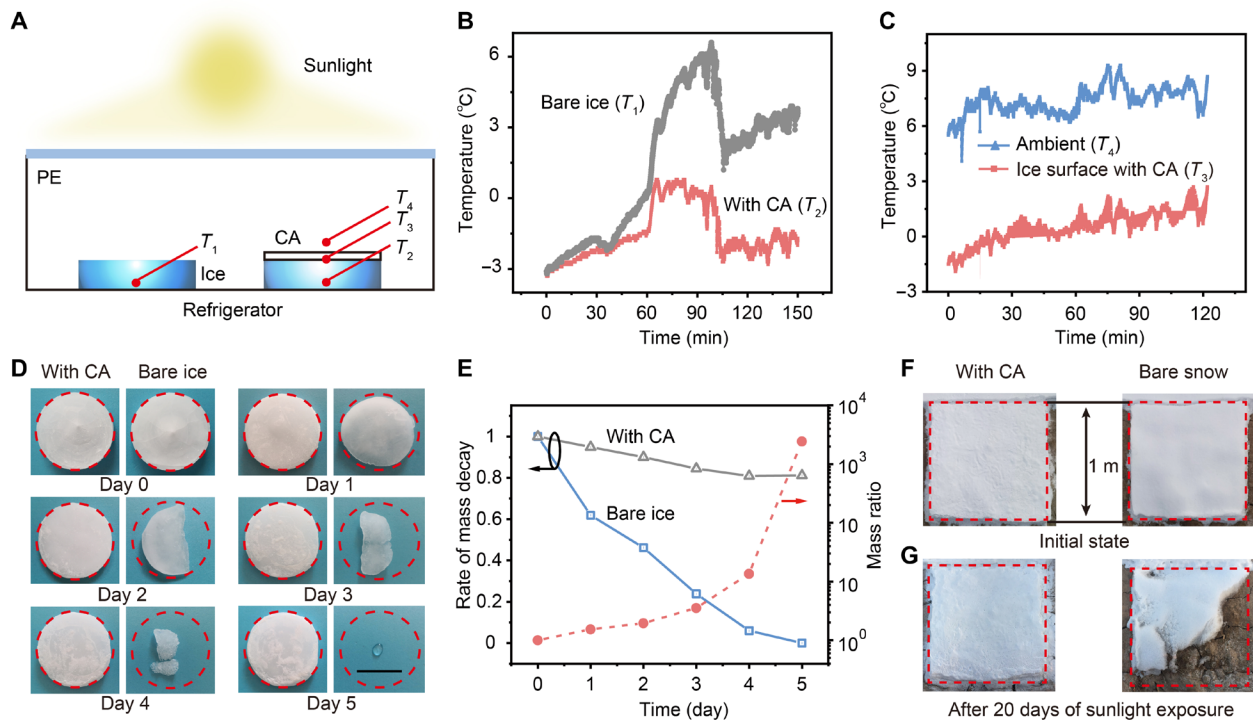 A
Sunlight
PE
T4
T3
T2
CA
T1
Ice
Refrigerator
B
Temperature (°C)
6
3
0
−3
Bare ice (T1)
With CA (T2)
0 30 60 90 120 150
Time (min)
C
Temperature (°C)
9
6
3
0
−3
Ambient (T4)
Ice surface with CA (T3)
0 30 60 90 120
Time (min)
D
With CA Bare ice
Day 0 Day 1
Day 2 Day 3
Day 4 Day 5
E
Rate of mass decay
1
0.8
0.6
0.4
0.2
0
With CA
Bare ice
Mass ratio
10^4
10^3
10^2
10
10^0
0 1 2 3 4 5
Time (day)
F
With CA Bare snow
1 m
Initial state
G
After 20 days of sunlight exposure